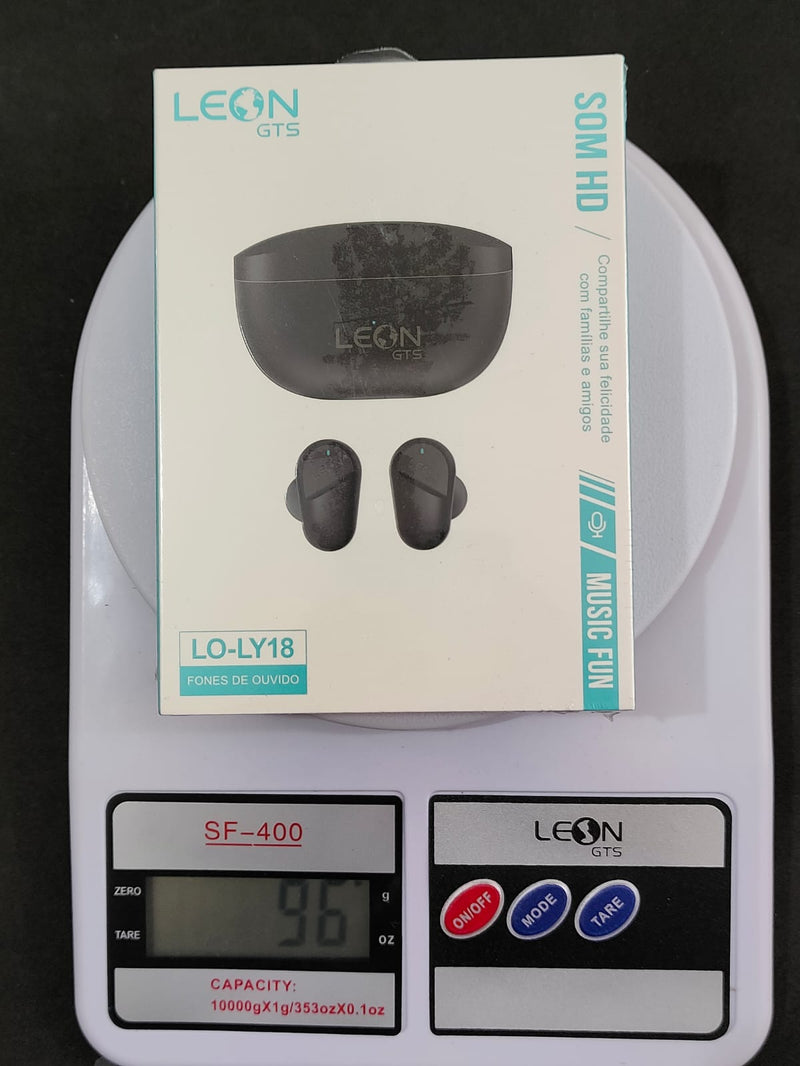 LEON
GTS
SOM HD
Compartilhe sua felicidade
com famílias e amigos
MUSIC FUN
LEON
GTS
LO-LY18
FONES DE OUVIDO
SF-400
ZERO
TARE
96
g
oz
CAPACITY:
10000gX1g/353ozX0.1oz
LEON
GTS
ON/OFF
MODE
TARE